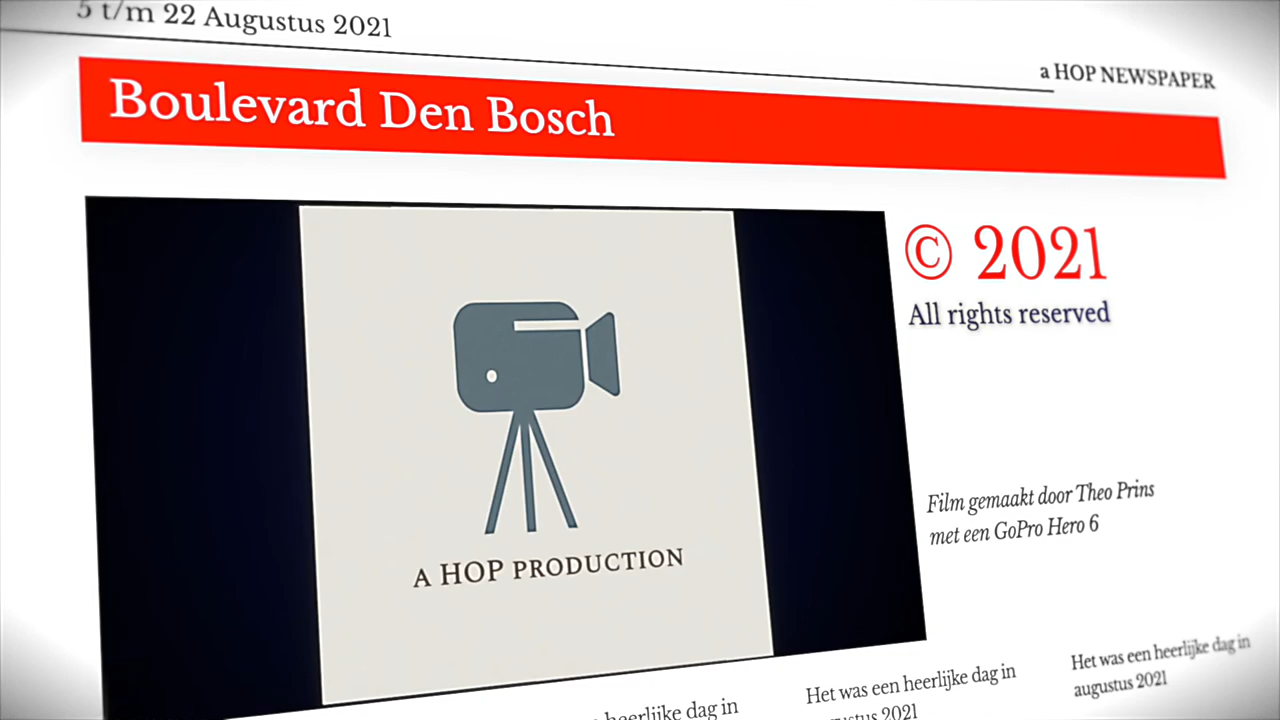 5 t/m 22 Augustus 2021
a HOP NEWSPAPER
Boulevard Den Bosch
© 2021
All rights reserved
A HOP PRODUCTION
Film gemaakt door Theo Prins
met een GoPro Hero 6
heerlijke dag in
Het was een heerlijke dag in
2021
Het was een heerlijke dag in
augustus 2021